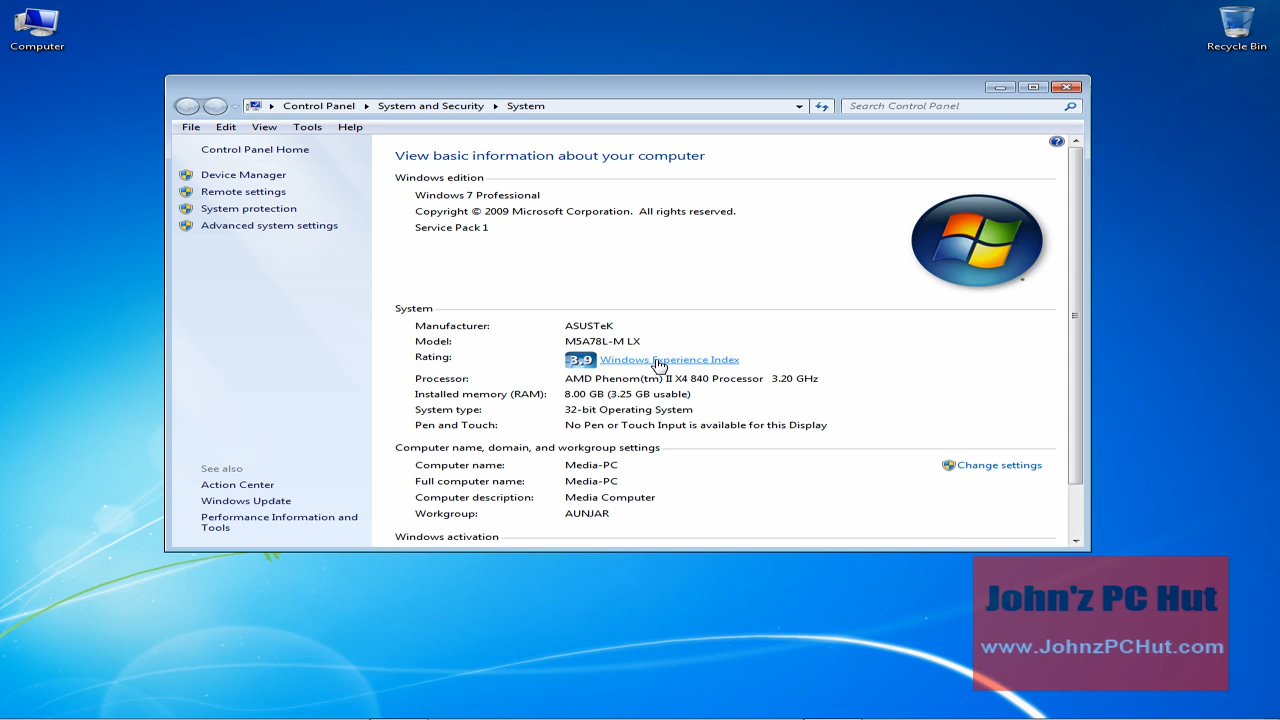 Computer
Recycle Bin
Control Panel System and Security System
Search Control Panel
File Edit View Tools Help
Control Panel Home
Device Manager
Remote settings
System protection
Advanced system settings
See also
Action Center
Windows Update
Performance Information and
Tools
View basic information about your computer
Windows edition
Windows 7 Professional
Copyright © 2009 Microsoft Corporation. All rights reserved.
Service Pack 1
System
Manufacturer: ASUSTeK
Model: M5A78L-M LX
Rating: 3.9 Windows Experience Index
Processor: AMD Phenom(tm) II X4 840 Processor 3.20 GHz
Installed memory (RAM): 8.00 GB (3.25 GB usable)
System type: 32-bit Operating System
Pen and Touch: No Pen or Touch Input is available for this Display
Computer name, domain, and workgroup settings
Computer name: Media-PC Change settings
Full computer name: Media-PC
Computer description: Media Computer
Workgroup: AUNJAR
Windows activation
John'z PC Hut
www.JohnzPCHut.com